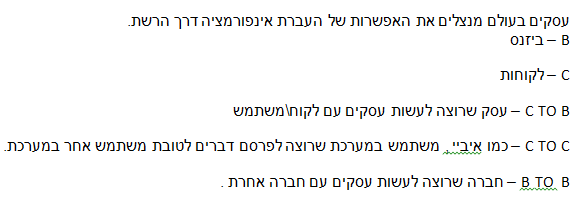 עסקים בעולם מנצלים את האפשרות של העברת אינפורמציה דרך הרשת.
B – ביזנס
C – לקוחות
C TO B – עסק שרוצה לעשות עסקים עם לקוח\משתמש
C TO C – כמו איביי, משתמש במערכת שרוצה לפרסם דברים לטובת משתמש אחר במערכת.
B TO B – חברה שרוצה לעשות עסקים עם חברה אחרת .